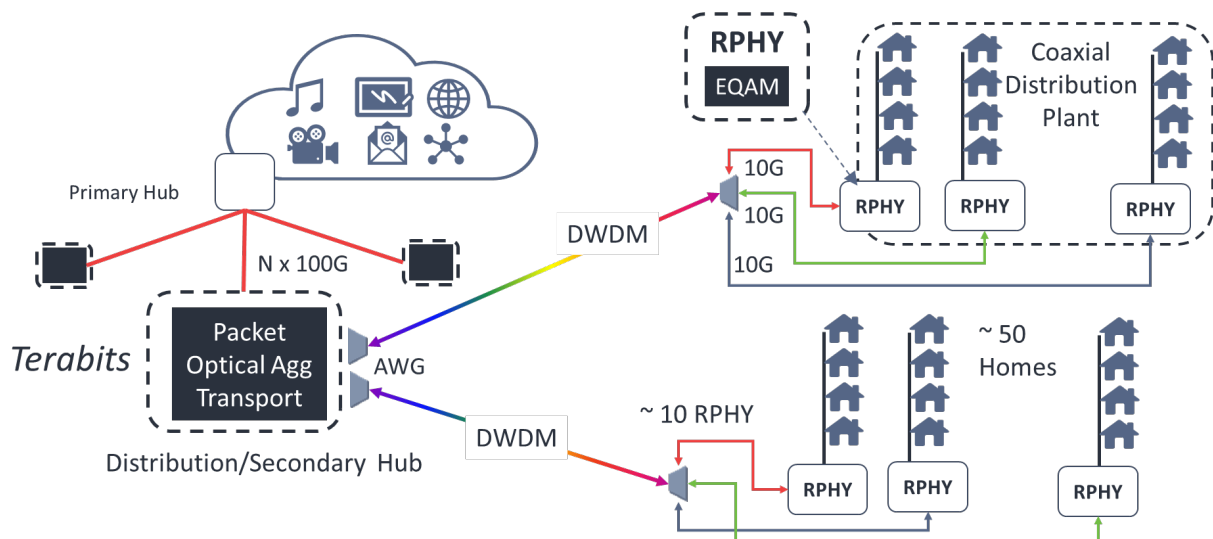 RPHY
EQAM
Coaxial
Distribution
Plant
@
Primary Hub
10G
10G
10G
RPHY
RPHY
RPHY
DWDM
N x 100G
Packet
Optical Agg
Transport
Terabits
AWG
Distribution/Secondary Hub
DWDM
~ 10 RPHY
~ 50
Homes
RPHY
RPHY
RPHY